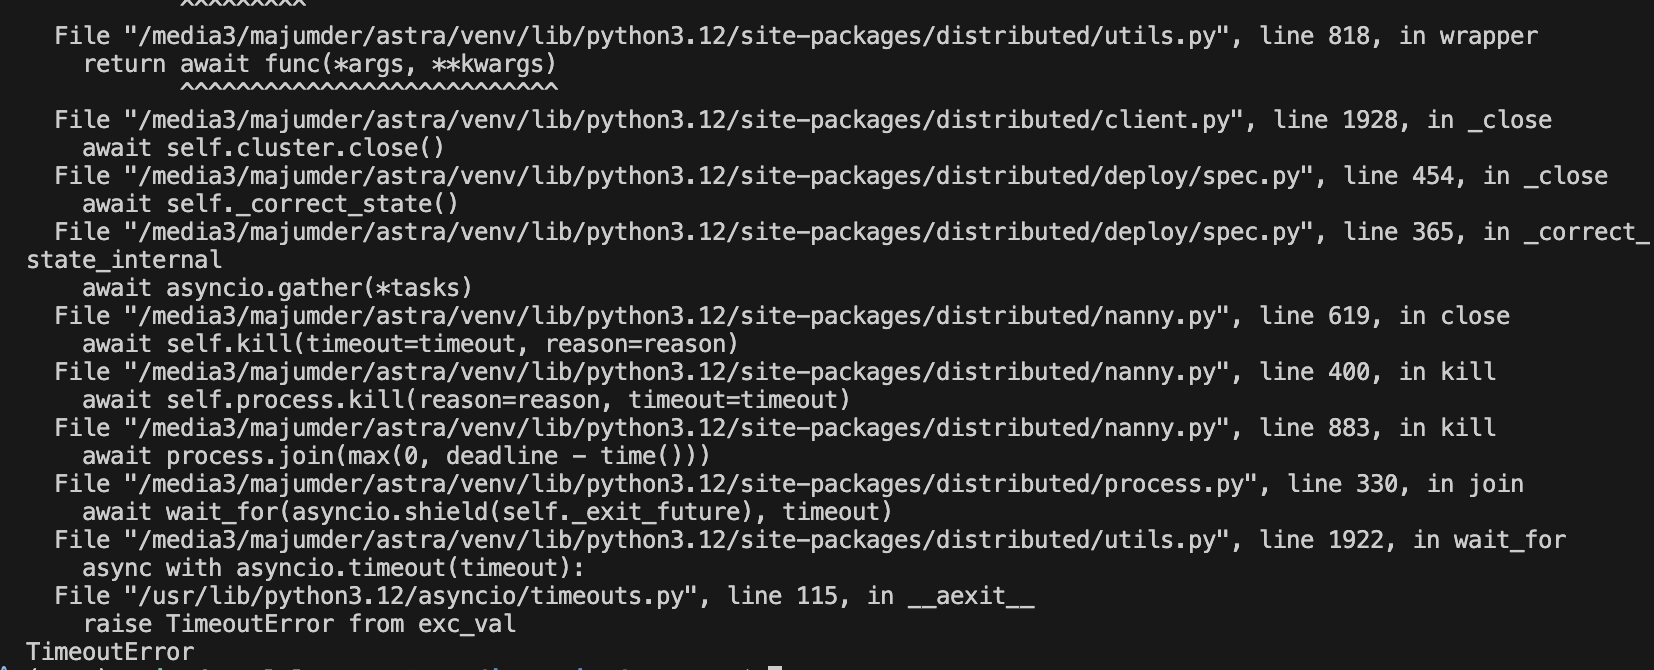 ^^^^^^^^^
File "/media3/majumder/astra/venv/lib/python3.12/site-packages/distributed/utils.py", line 818, in wrapper
return await func(*args, **kwargs)
^^^^^^^^^^^^^^^^^^^^^^^^^^^
File "/media3/majumder/astra/venv/lib/python3.12/site-packages/distributed/client.py", line 1928, in _close
await self.cluster.close()
File "/media3/majumder/astra/venv/lib/python3.12/site-packages/distributed/deploy/spec.py", line 454, in _close
await self._correct_state()
File "/media3/majumder/astra/venv/lib/python3.12/site-packages/distributed/deploy/spec.py", line 365, in _correct_
state_internal
await asyncio.gather(*tasks)
File "/media3/majumder/astra/venv/lib/python3.12/site-packages/distributed/nanny.py", line 619, in close
await self.kill(timeout=timeout, reason=reason)
File "/media3/majumder/astra/venv/lib/python3.12/site-packages/distributed/nanny.py", line 400, in kill
await self.process.kill(reason=reason, timeout=timeout)
File "/media3/majumder/astra/venv/lib/python3.12/site-packages/distributed/nanny.py", line 883, in kill
await process.join(max(0, deadline - time()))
File "/media3/majumder/astra/venv/lib/python3.12/site-packages/distributed/process.py", line 330, in join
await wait_for(asyncio.shield(self._exit_future), timeout)
File "/media3/majumder/astra/venv/lib/python3.12/site-packages/distributed/utils.py", line 1922, in wait_for
async with asyncio.timeout(timeout):
File "/usr/lib/python3.12/asyncio/timeouts.py", line 115, in __aexit__
raise TimeoutError from exc_val
TimeoutError